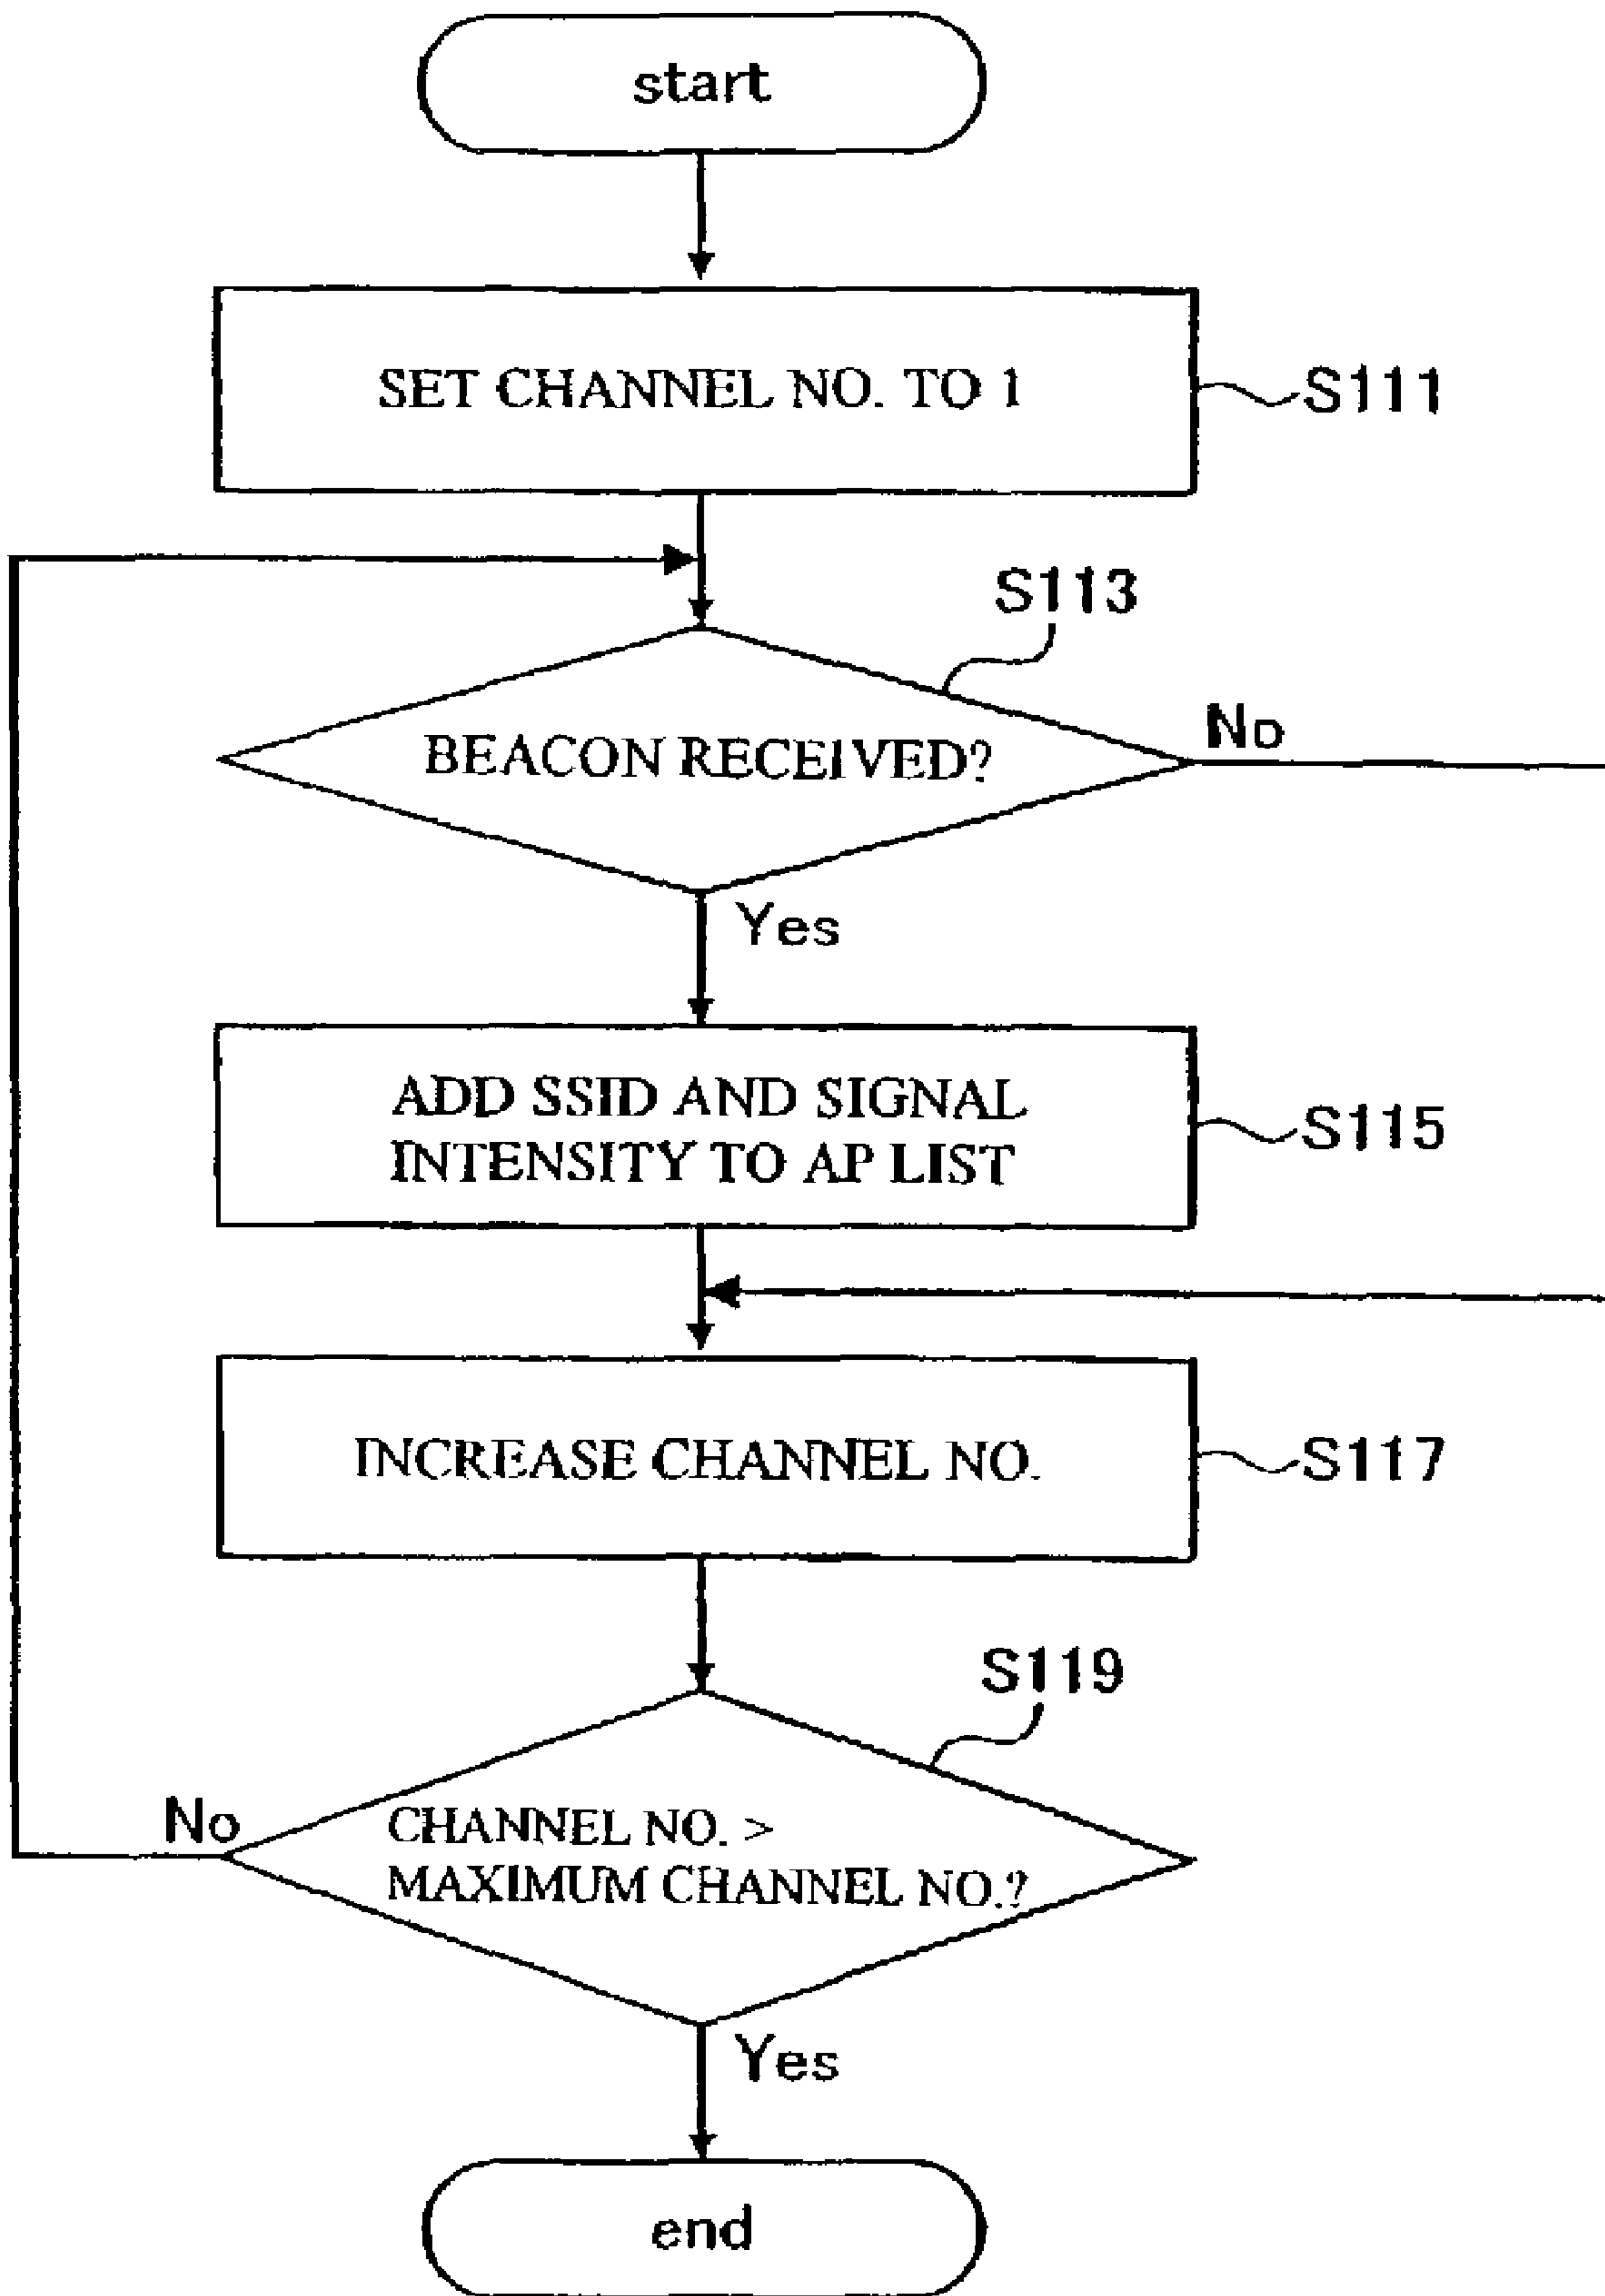 start
SET CHANNEL NO. TO 1
S111
S113
BEACON RECEIVED?
No
Yes
ADD SSID AND SIGNAL
INTENSITY TO AP LIST
S115
INCREASE CHANNEL NO.
S117
S119
No
CHANNEL NO. >
MAXIMUM CHANNEL NO.?
Yes
end